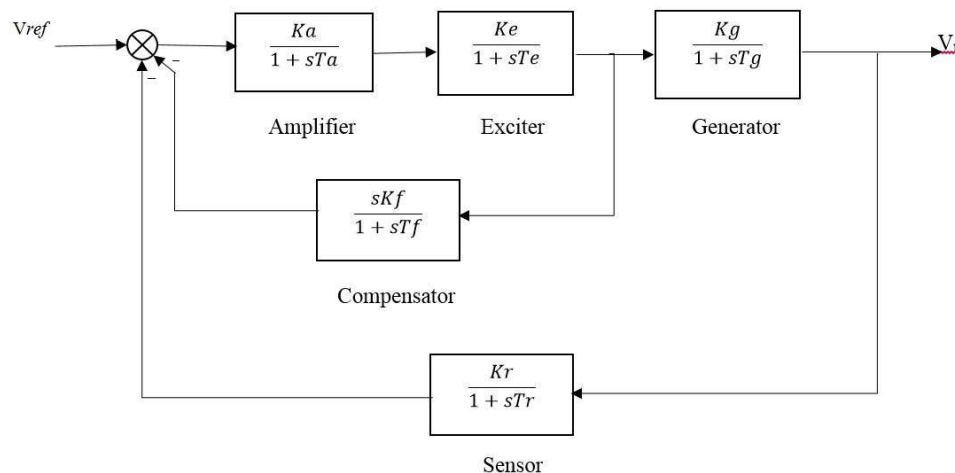 Vref
Ka
1 + sTa
Ke
1 + sTe
Kg
1 + sTg
Amplifier
Exciter
Generator
sKf
1 + sTf
Compensator
Kr
1 + sTr
Sensor